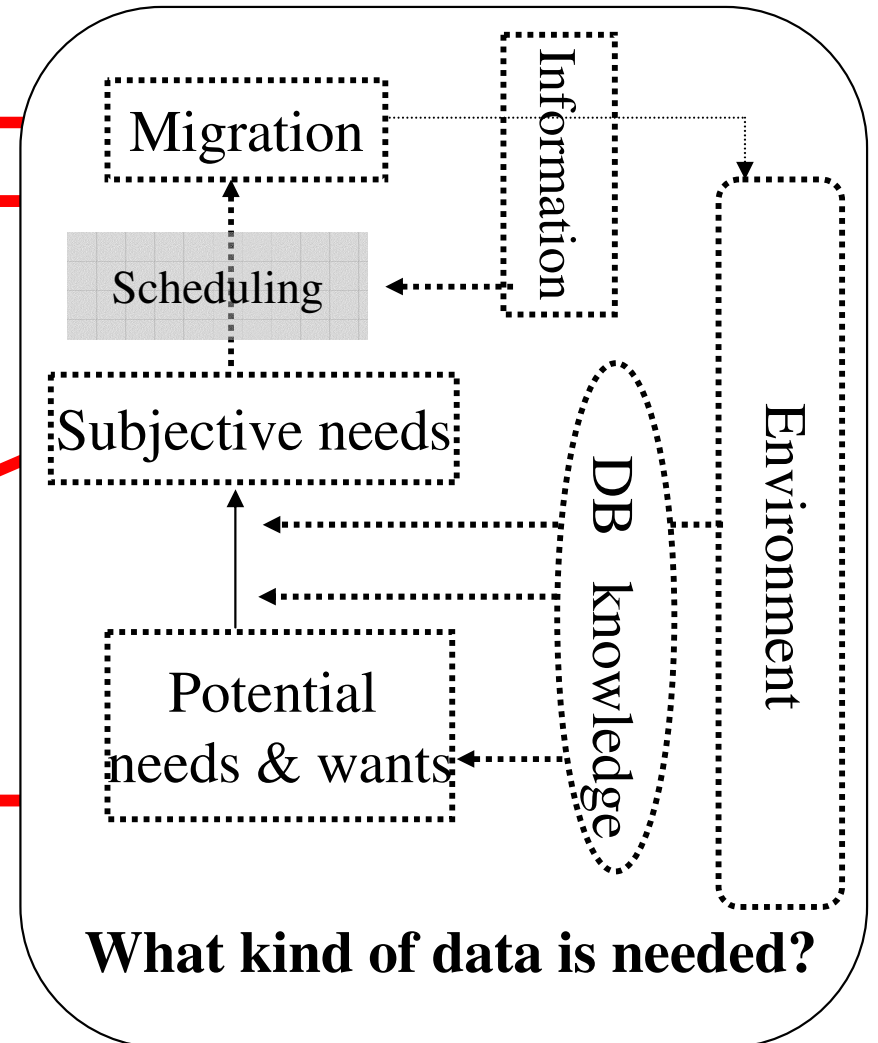 Migration
Information
Scheduling
Subjective needs
DB knowledge
Environment
Potential
needs & wants
What kind of data is needed?